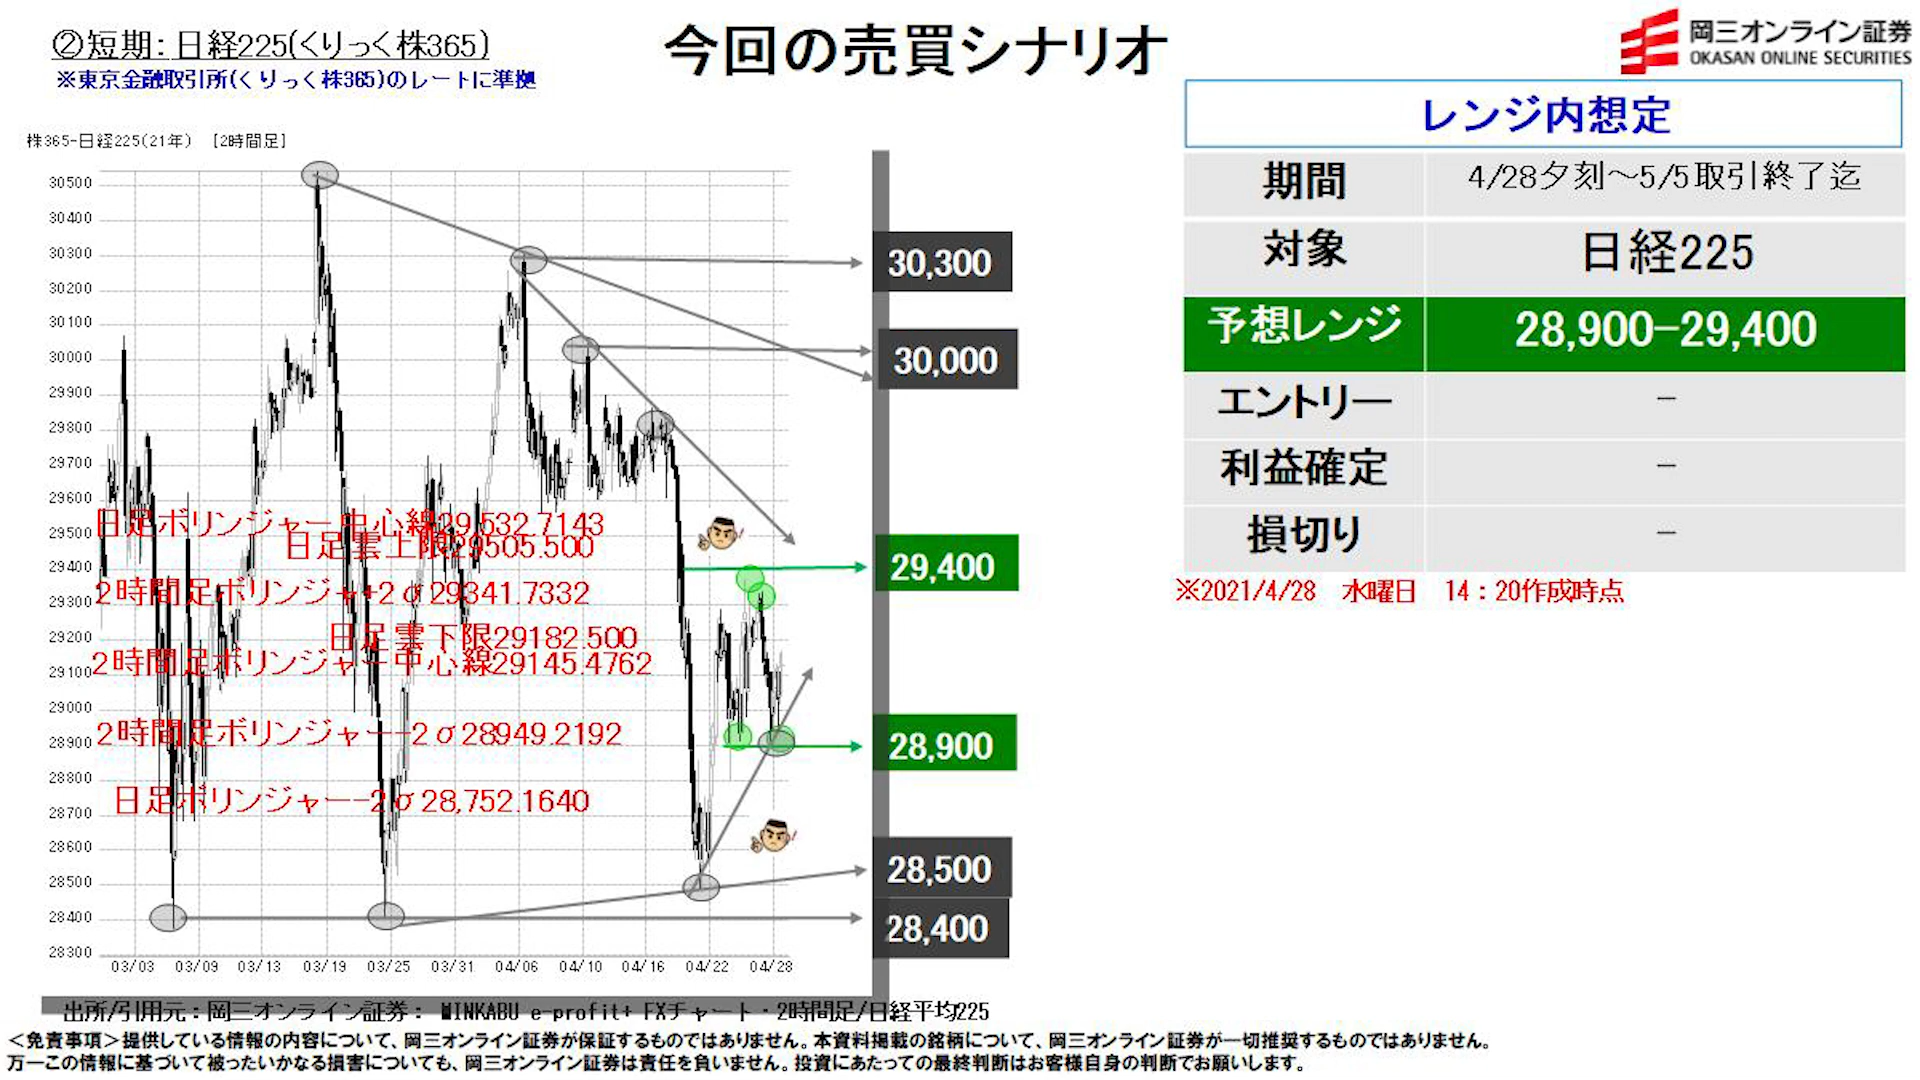 ②短期：日経225(くりっく株365)
※東京金融取引所(くりっく株365)のレートに準拠
今回の売買シナリオ
岡三オンライン証券
OKASAN ONLINE SECURITIES
株365-日経225(21年) [2時間足]
30500
30400
30300
30200
30100
30000
29900
29800
29700
29600
29500
29400
29300
29200
29100
29000
28900
28800
28700
28600
28500
28400
28300
03/03 03/09 03/13 03/19 03/25 03/31 04/06 04/10 04/16 04/22 04/28
日足ボリンジャー中心線29,532.7143
日足雲上限29505.500
2時間足ボリンジャ+2σ29341.7332
日足雲下限29182.500
2時間足ボリンジャー中心線29145.4762
2時間足ボリンジャー-2σ28949.2192
日足ボリンジャー-2σ28,752.1640
30,300
30,000
29,400
28,900
28,500
28,400
レンジ内想定
期間 4/28夕刻～5/5取引終了迄
対象 日経225
予想レンジ 28,900-29,400
エントリー -
利益確定 -
損切り -
※2021/4/28 水曜日 14：20作成時点
出所/引用元：岡三オンライン証券： MINKABU e-profit+ FXチャート・2時間足/日経平均225
＜免責事項＞提供している情報の内容について、岡三オンライン証券が保証するものではありません。本資料掲載の銘柄について、岡三オンライン証券が一切推奨するものではありません。
万一この情報に基づいて被ったいかなる損害についても、岡三オンライン証券は責任を負いません。投資にあたっての最終判断はお客様自身の判断でお願いします。